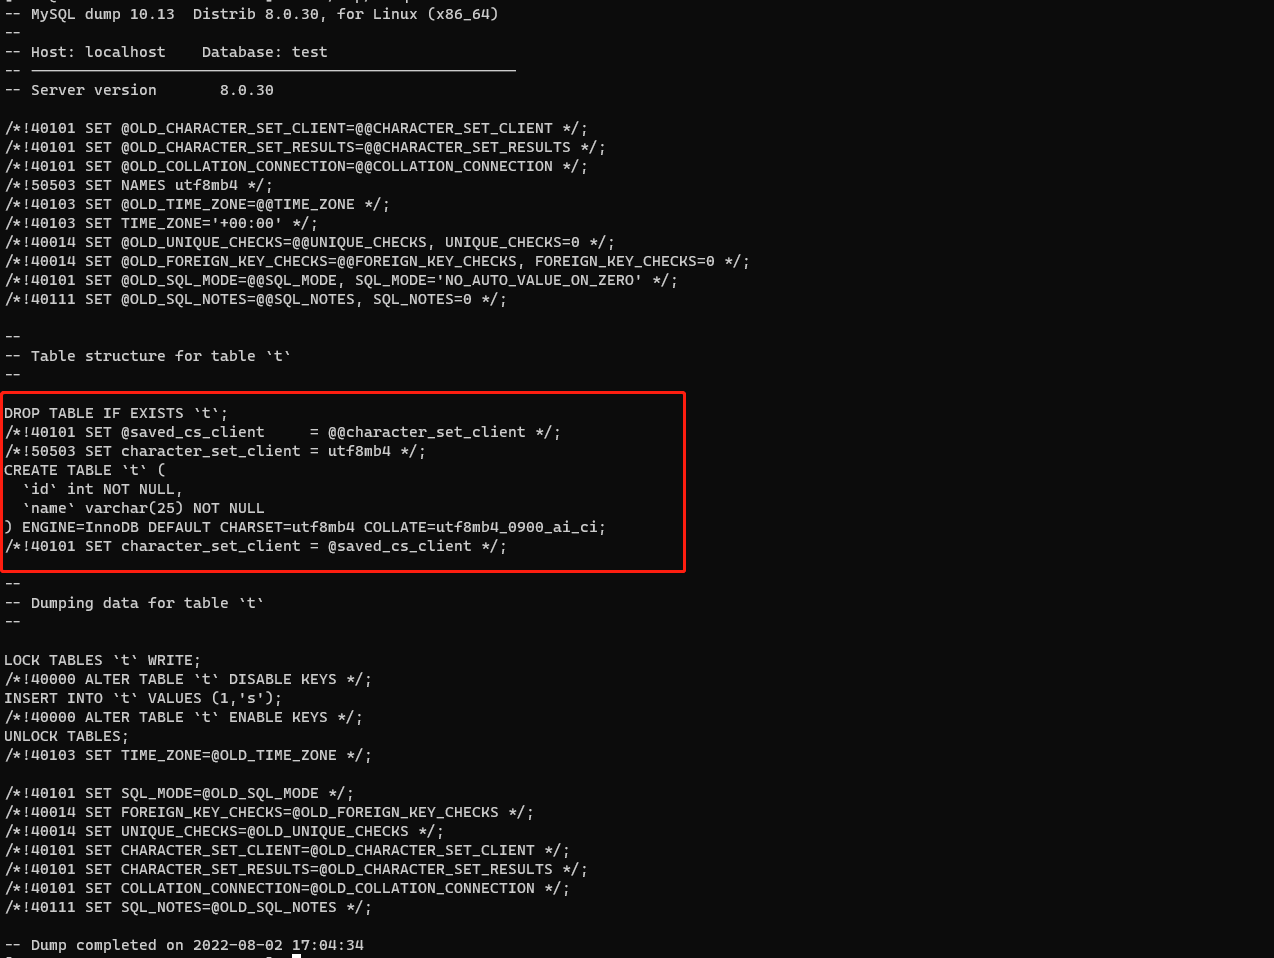 -- MySQL dump 10.13  Distrib 8.0.30, for Linux (x86_64)
--
-- Host: localhost    Database: test
-- ------------------------------------------------------
-- Server version       8.0.30
/*!40101 SET @OLD_CHARACTER_SET_CLIENT=@@CHARACTER_SET_CLIENT */;
/*!40101 SET @OLD_CHARACTER_SET_RESULTS=@@CHARACTER_SET_RESULTS */;
/*!40101 SET @OLD_COLLATION_CONNECTION=@@COLLATION_CONNECTION */;
/*!50503 SET NAMES utf8mb4 */;
/*!40103 SET @OLD_TIME_ZONE=@@TIME_ZONE */;
/*!40103 SET TIME_ZONE='+00:00' */;
/*!40014 SET @OLD_UNIQUE_CHECKS=@@UNIQUE_CHECKS, UNIQUE_CHECKS=0 */;
/*!40014 SET @OLD_FOREIGN_KEY_CHECKS=@@FOREIGN_KEY_CHECKS, FOREIGN_KEY_CHECKS=0 */;
/*!40101 SET @OLD_SQL_MODE=@@SQL_MODE, SQL_MODE='NO_AUTO_VALUE_ON_ZERO' */;
/*!40111 SET @OLD_SQL_NOTES=@@SQL_NOTES, SQL_NOTES=0 */;
--
-- Table structure for table `t`
--
DROP TABLE IF EXISTS `t`;
/*!40101 SET @saved_cs_client     = @@character_set_client */;
/*!50503 SET character_set_client = utf8mb4 */;
CREATE TABLE `t` (
  `id` int NOT NULL,
  `name` varchar(25) NOT NULL
) ENGINE=InnoDB DEFAULT CHARSET=utf8mb4 COLLATE=utf8mb4_0900_ai_ci;
/*!40101 SET character_set_client = @saved_cs_client */;
--
-- Dumping data for table `t`
--
LOCK TABLES `t` WRITE;
/*!40000 ALTER TABLE `t` DISABLE KEYS */;
INSERT INTO `t` VALUES (1,'s');
/*!40000 ALTER TABLE `t` ENABLE KEYS */;
UNLOCK TABLES;
/*!40103 SET TIME_ZONE=@OLD_TIME_ZONE */;
/*!40101 SET SQL_MODE=@OLD_SQL_MODE */;
/*!40014 SET FOREIGN_KEY_CHECKS=@OLD_FOREIGN_KEY_CHECKS */;
/*!40014 SET UNIQUE_CHECKS=@OLD_UNIQUE_CHECKS */;
/*!40101 SET CHARACTER_SET_CLIENT=@OLD_CHARACTER_SET_CLIENT */;
/*!40101 SET CHARACTER_SET_RESULTS=@OLD_CHARACTER_SET_RESULTS */;
/*!40101 SET COLLATION_CONNECTION=@OLD_COLLATION_CONNECTION */;
/*!40111 SET SQL_NOTES=@OLD_SQL_NOTES */;
-- Dump completed on 2022-08-02 17:04:34